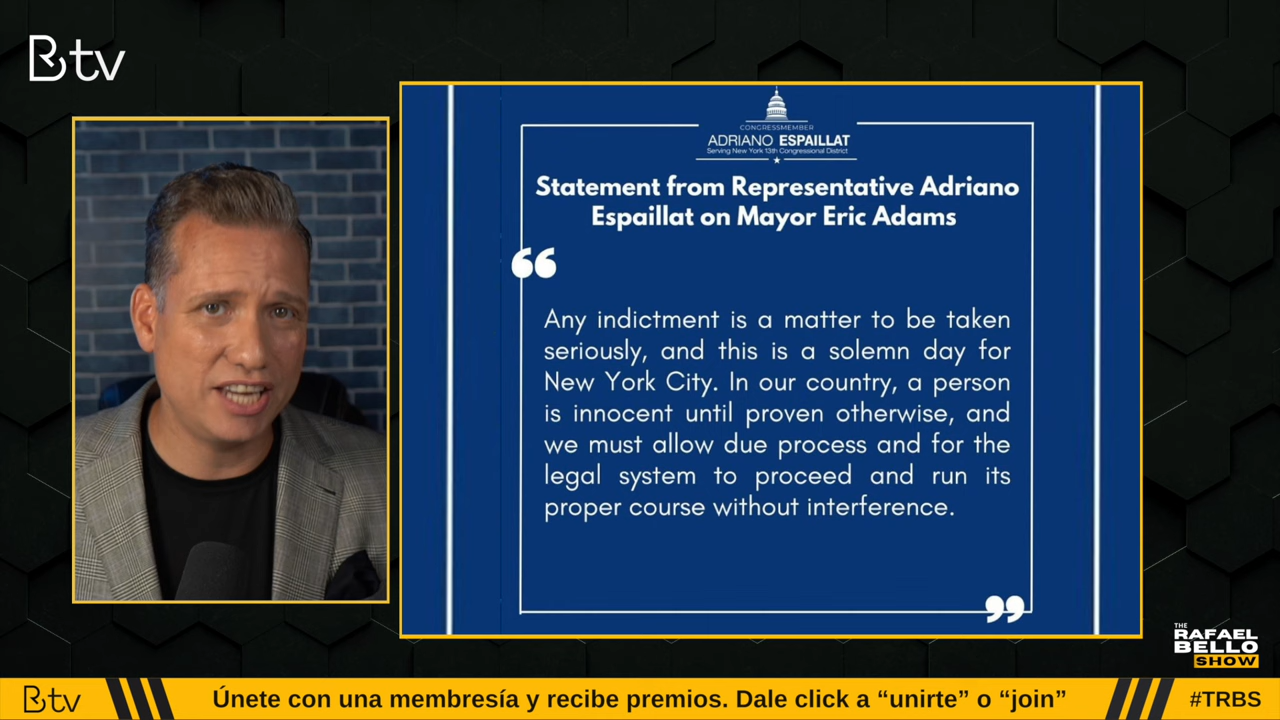 Btv
CONGRESSMEMBER
ADRIANO ESPAILLAT
Serving New York 13th Congressional District
Statement from Representative Adriano
Espaillat on Mayor Eric Adams
“
Any indictment is a matter to be taken
seriously, and this is a solemn day for
New York City. In our country, a person
is innocent until proven otherwise, and
we must allow due process and for the
legal system to proceed and run its
proper course without interference.
”
THE
RAFAEL
BELLO
SHOW
Btv
Únete con una membresía y recibe premios. Dale click a “unirte” o “join”
#TRBS